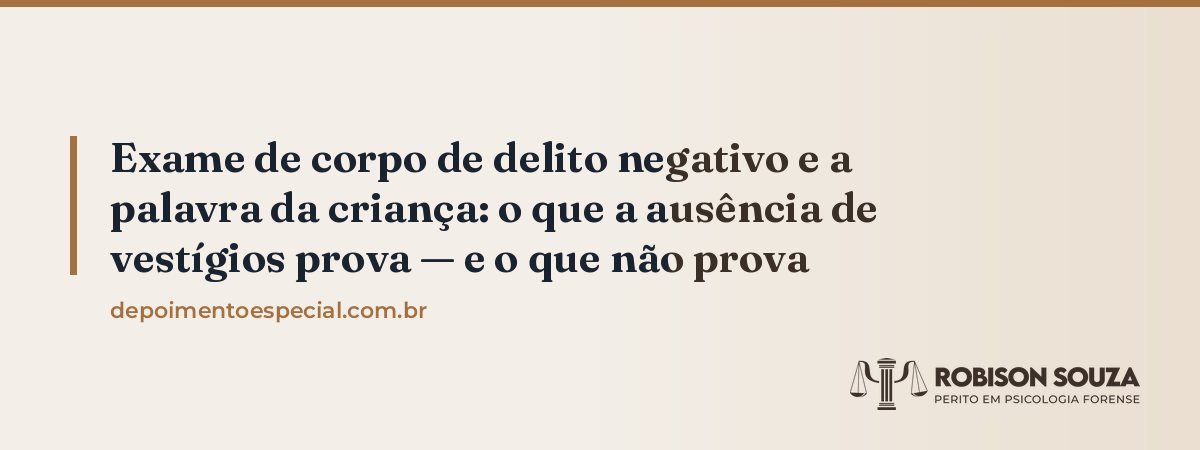 Exame de corpo de delito negativo e a
palavra da criança: o que a ausência de
vestígios prova — e o que não prova
depoimentoespecial.com.br
ROBISON SOUZA
PERITO EM PSICOLOGIA FORENSE